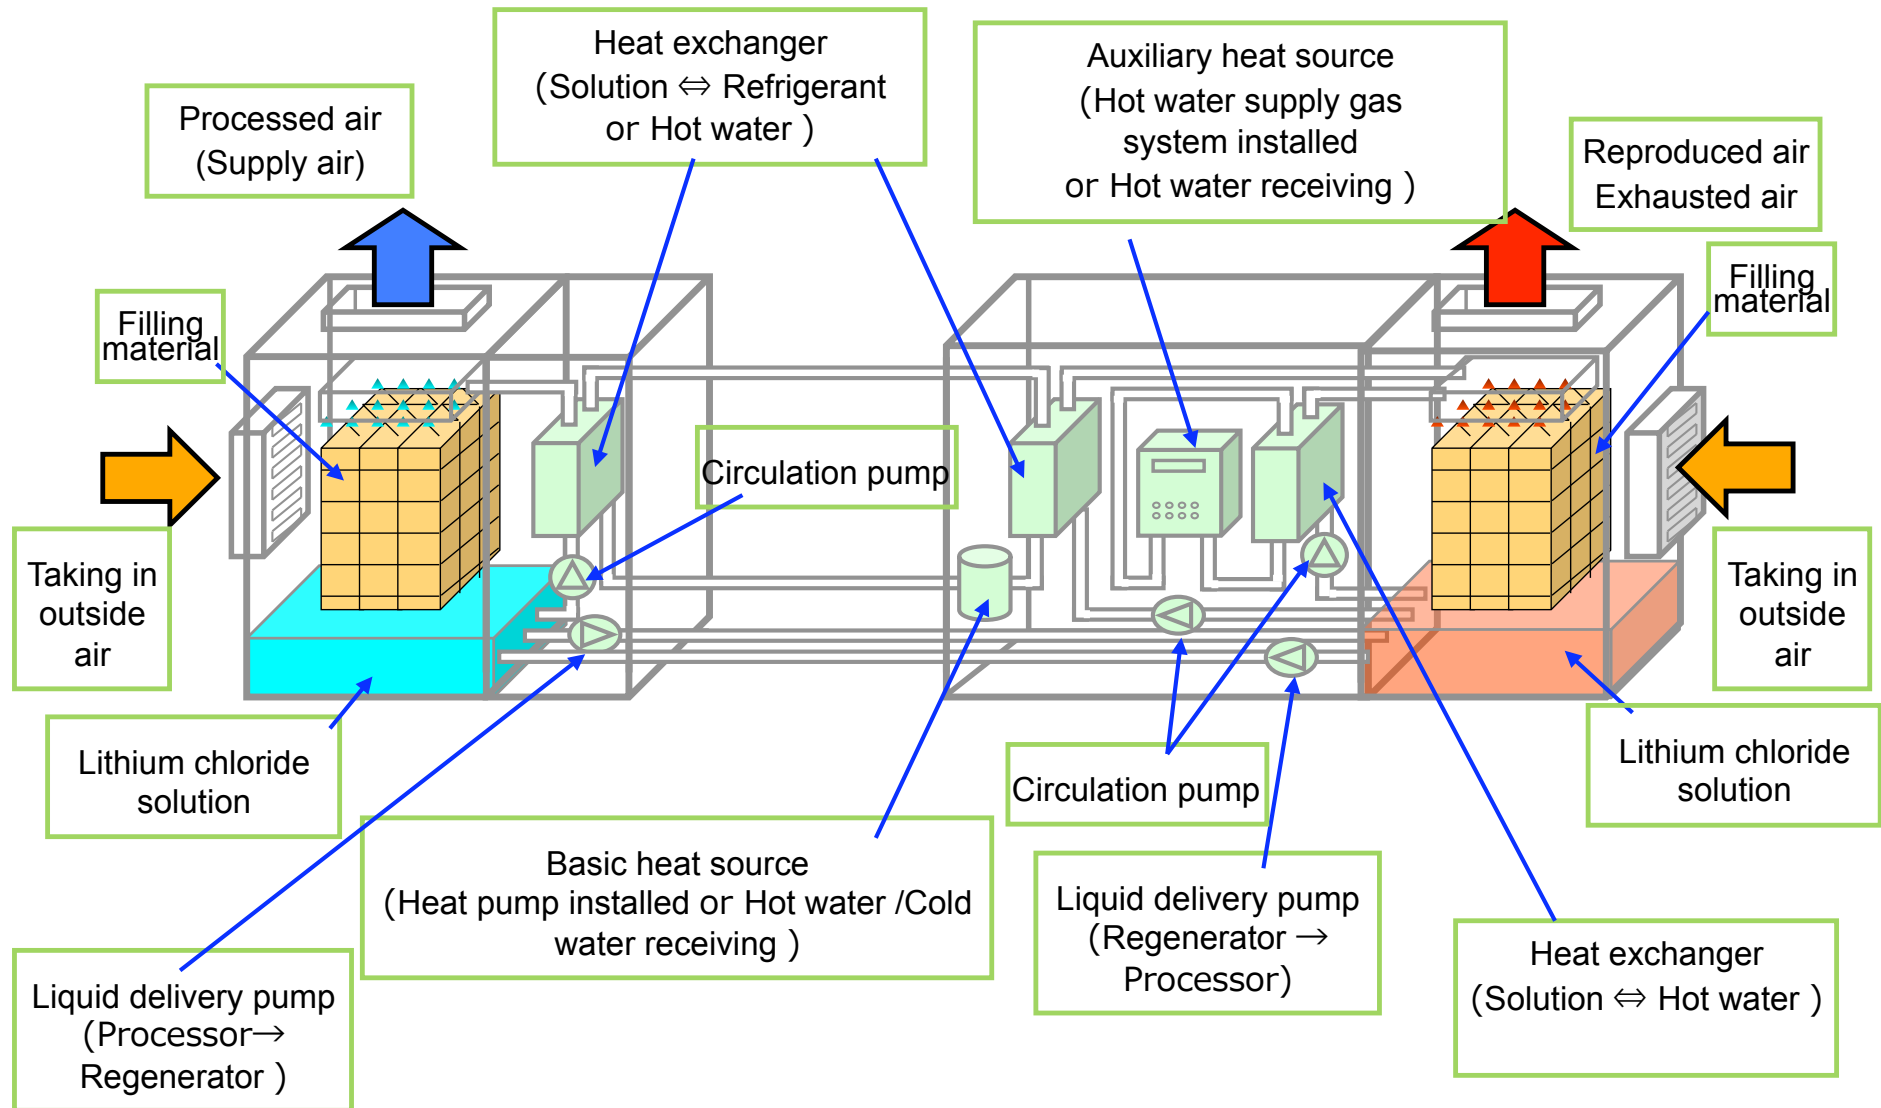 Heat exchanger
(Solution ⇔ Refrigerant
or Hot water )
Auxiliary heat source
(Hot water supply gas
system installed
or Hot water receiving )
Processed air
(Supply air)
Reproduced air
Exhausted air
Filling
material
Filling
material
Circulation pump
Taking in
outside
air
Taking in
outside
air
Lithium chloride
solution
Circulation pump
Lithium chloride
solution
Basic heat source
(Heat pump installed or Hot water /Cold
water receiving )
Liquid delivery pump
(Regenerator →
Processor)
Heat exchanger
(Solution ⇔ Hot water )
Liquid delivery pump
(Processor→
Regenerator )